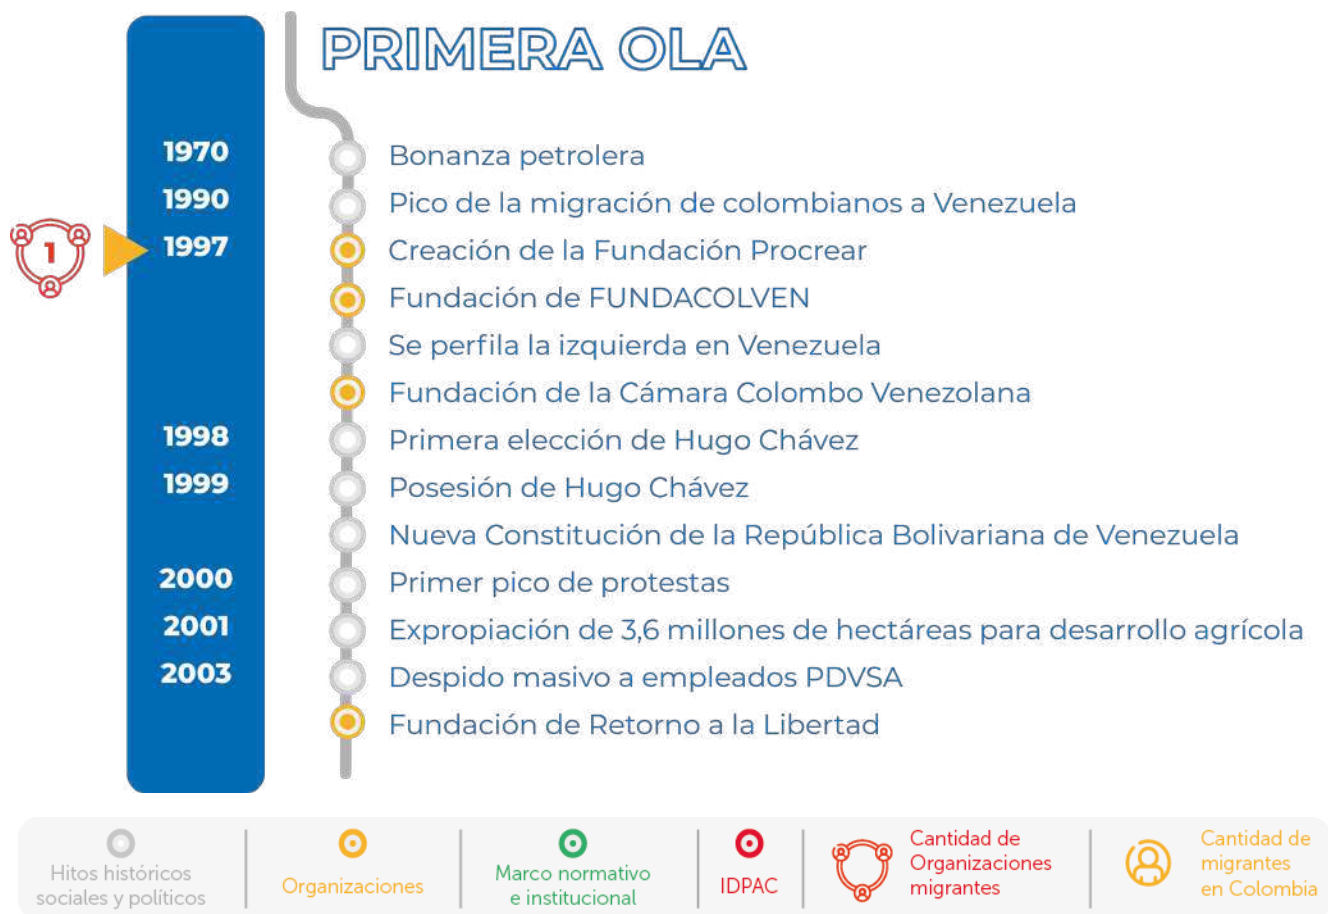 PRIMERA OLA
1970 Bonanza petrolera
1990 Pico de la migración de colombianos a Venezuela
1 1997 Creación de la Fundación Procrear
Fundación de FUNDACOLVEN
Se perfila la izquierda en Venezuela
Fundación de la Cámara Colombo Venezolana
1998 Primera elección de Hugo Chávez
1999 Posesión de Hugo Chávez
Nueva Constitución de la República Bolivariana de Venezuela
2000 Primer pico de protestas
2001 Expropiación de 3,6 millones de hectáreas para desarrollo agrícola
2003 Despido masivo a empleados PDVSA
Fundación de Retorno a la Libertad
Hitos históricos
sociales y políticos
Organizaciones
Marco normativo
e institucional
IDPAC
Cantidad de
Organizaciones
migrantes
Cantidad de
migrantes
en Colombia